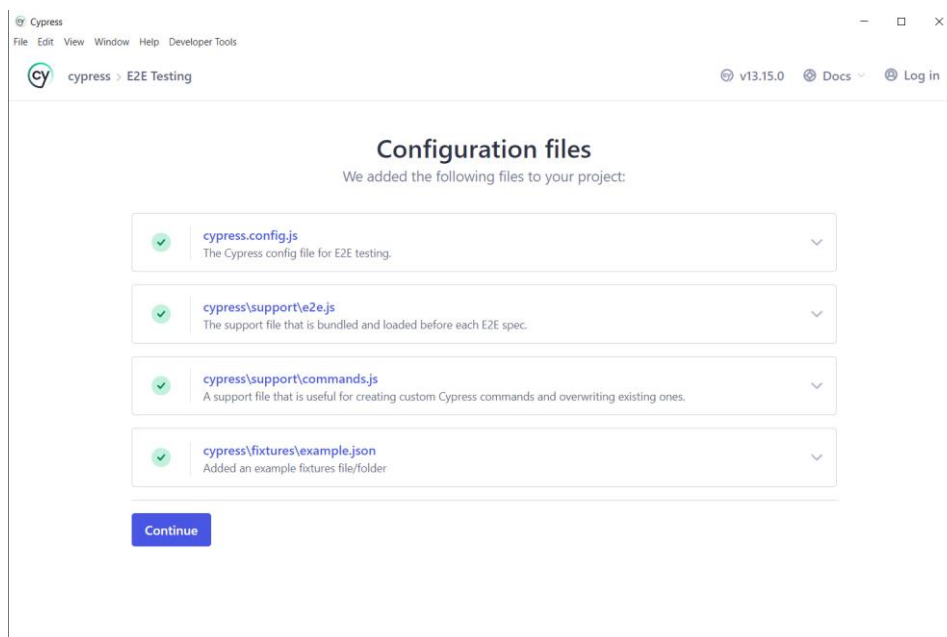 Cypress
File Edit View Window Help Developer Tools
cy cypress > E2E Testing v13.15.0 Docs Log in
Configuration files
We added the following files to your project:
cypress.config.js
The Cypress config file for E2E testing.
cypress\support\e2e.js
The support file that is bundled and loaded before each E2E spec.
cypress\support\commands.js
A support file that is useful for creating custom Cypress commands and overwriting existing ones.
cypress\fixtures\example.json
Added an example fixtures file/folder
Continue